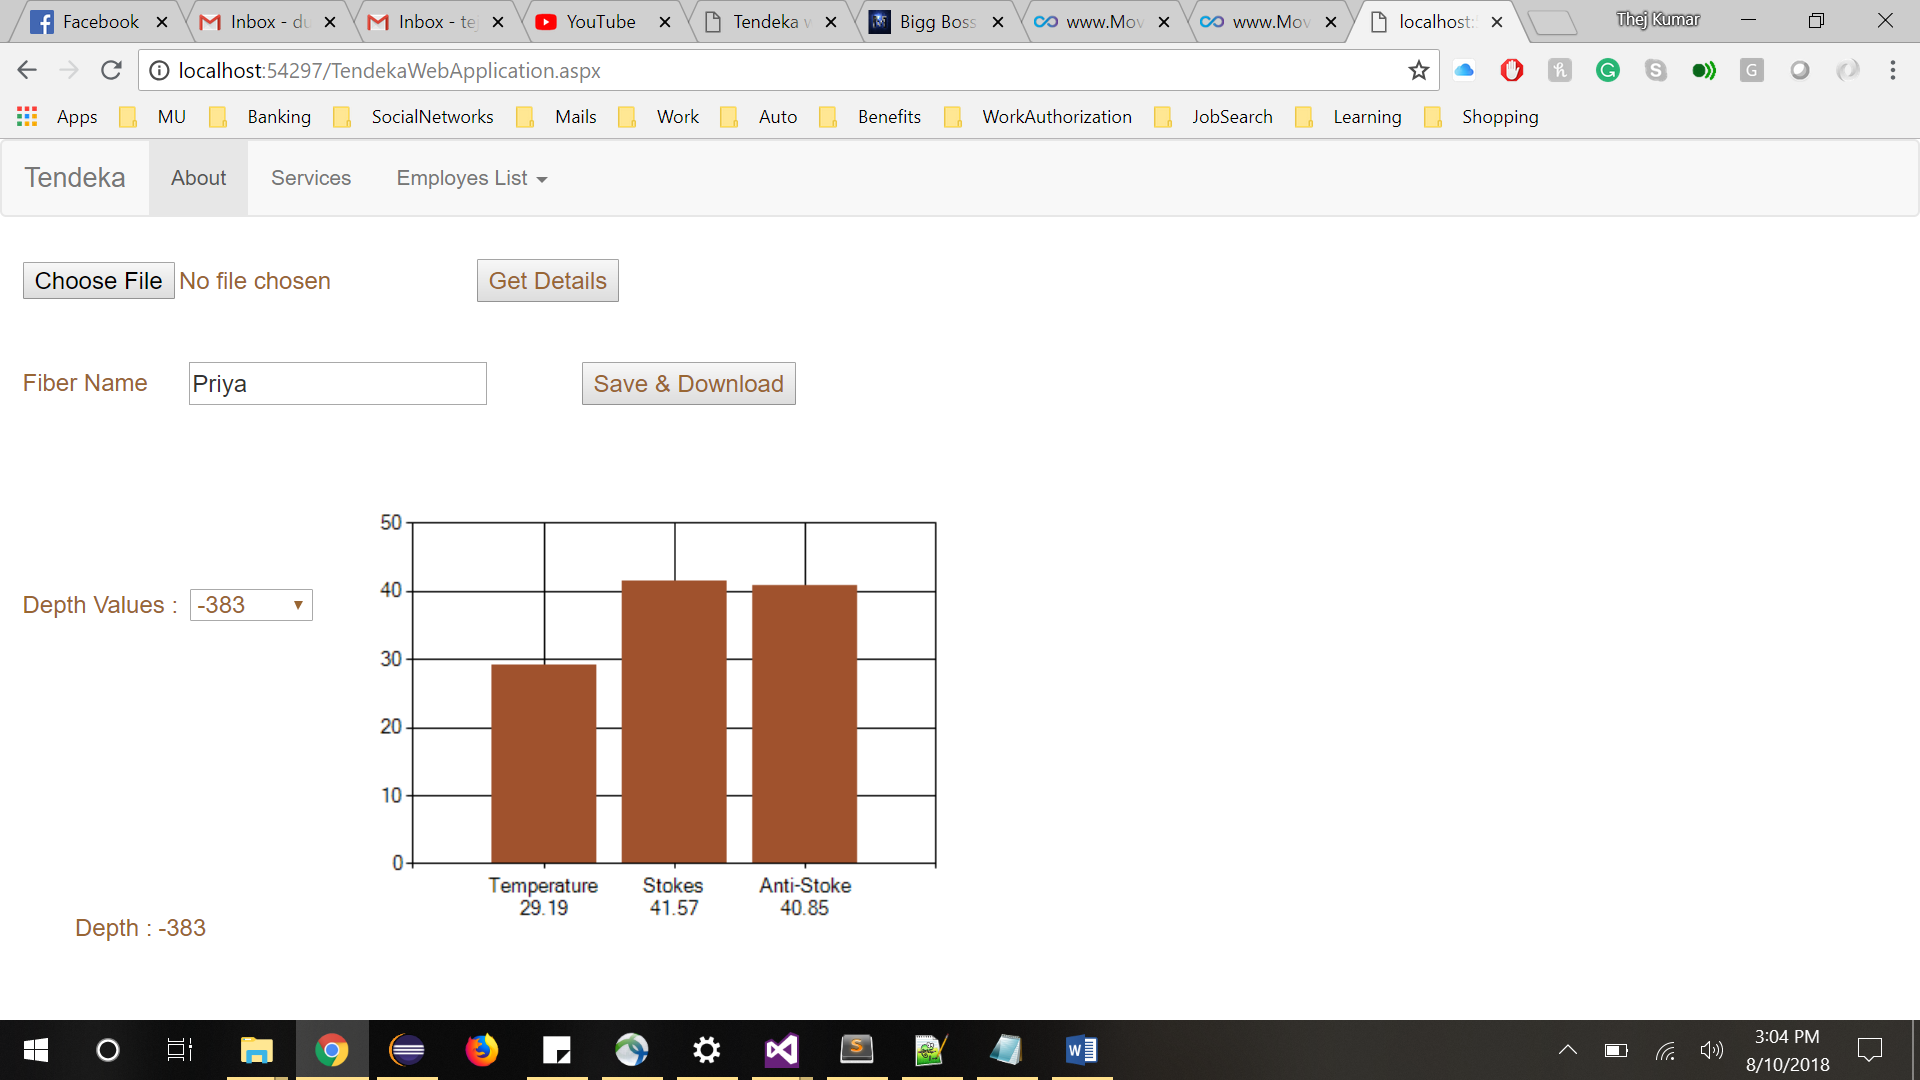 Facebook Inbox - du Inbox - te YouTube Tendeka w Bigg Boss www.Mov www.Mov localhost: Thej Kumar
localhost:54297/TendekaWebApplication.aspx
Apps MU Banking SocialNetworks Mails Work Auto Benefits WorkAuthorization JobSearch Learning Shopping
Tendeka About Services Employes List
Choose File No file chosen Get Details
Fiber Name Priya Save & Download
50
40
Depth Values : -383
30
20
10
0
Temperature Stokes Anti-Stoke
29.19 41.57 40.85
Depth : -383
3:04 PM
8/10/2018